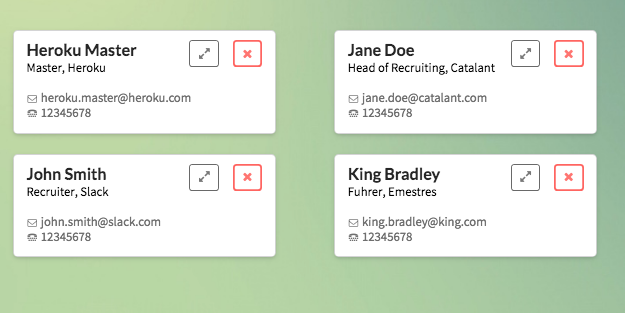 Heroku Master
Master, Heroku
heroku.master@heroku.com
12345678
Jane Doe
Head of Recruiting, Catalant
jane.doe@catalant.com
12345678
John Smith
Recruiter, Slack
john.smith@slack.com
12345678
King Bradley
Fuhrer, Emestres
king.bradley@king.com
12345678